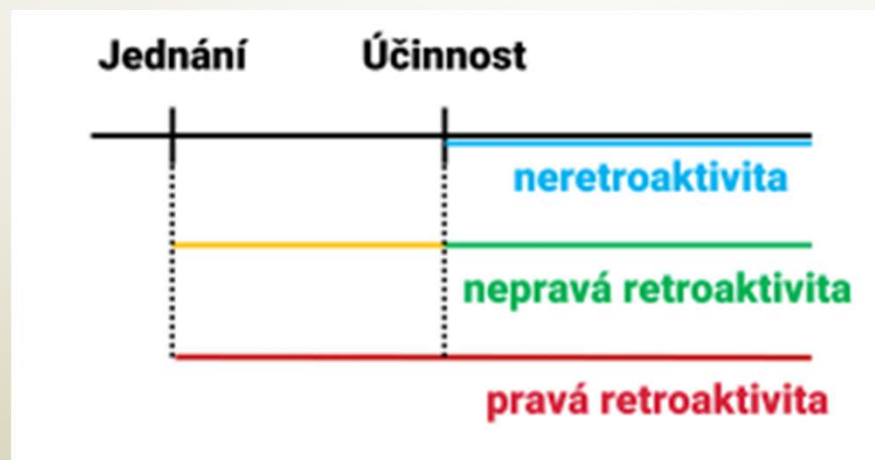 Jednání
Účinnost
neretroaktivita
nepravá retroaktivita
pravá retroaktivita